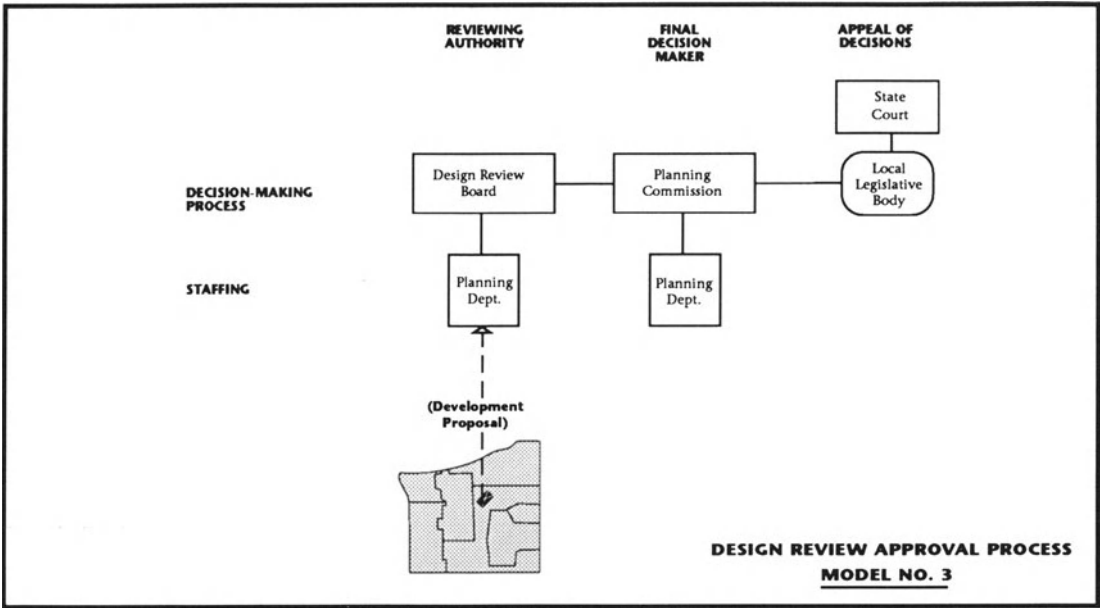 REVIEWING
AUTHORITY
FINAL
DECISION
MAKER
APPEAL OF
DECISIONS
State
Court
DECISION-MAKING
PROCESS
Design Review
Board
Planning
Commission
Local
Legislative
Body
STAFFING
Planning
Dept.
Planning
Dept.
(Development
Proposal)
DESIGN REVIEW APPROVAL PROCESS
MODEL NO. 3